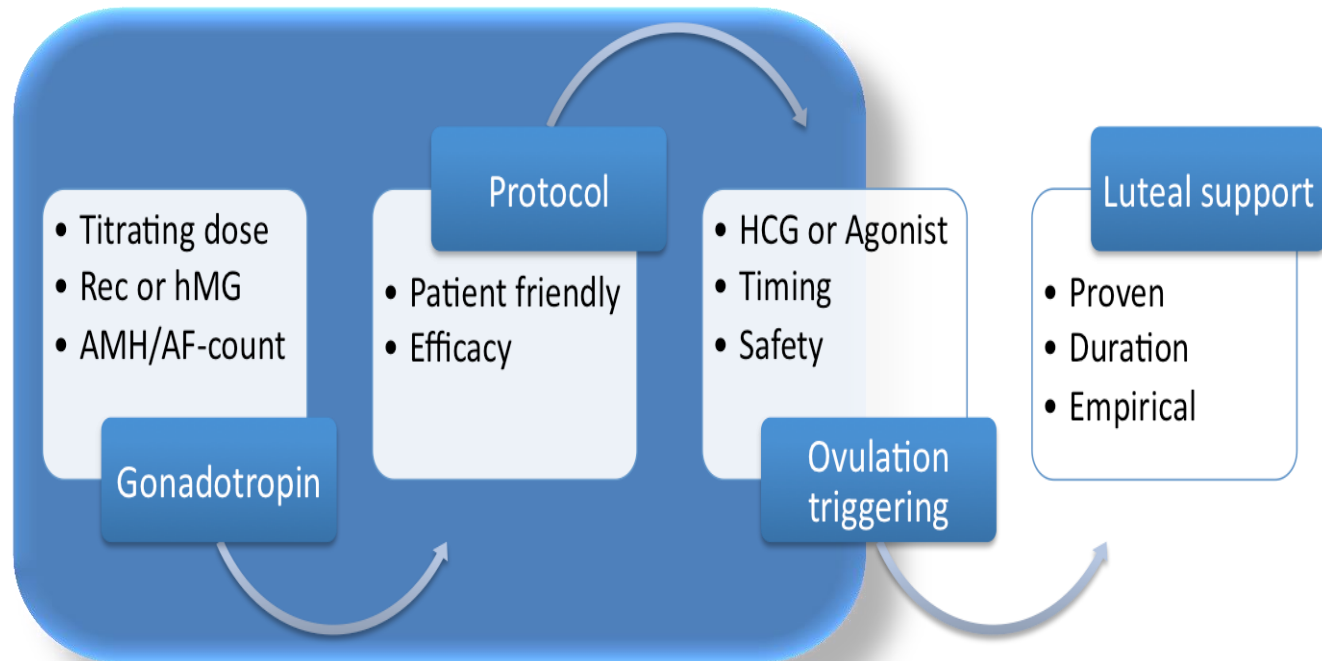 • Titrating dose
• Rec or hMG
• AMH/AF-count
Gonadotropin
Protocol
• Patient friendly
• Efficacy
• HCG or Agonist
• Timing
• Safety
Ovulation
triggering
Luteal support
• Proven
• Duration
• Empirical